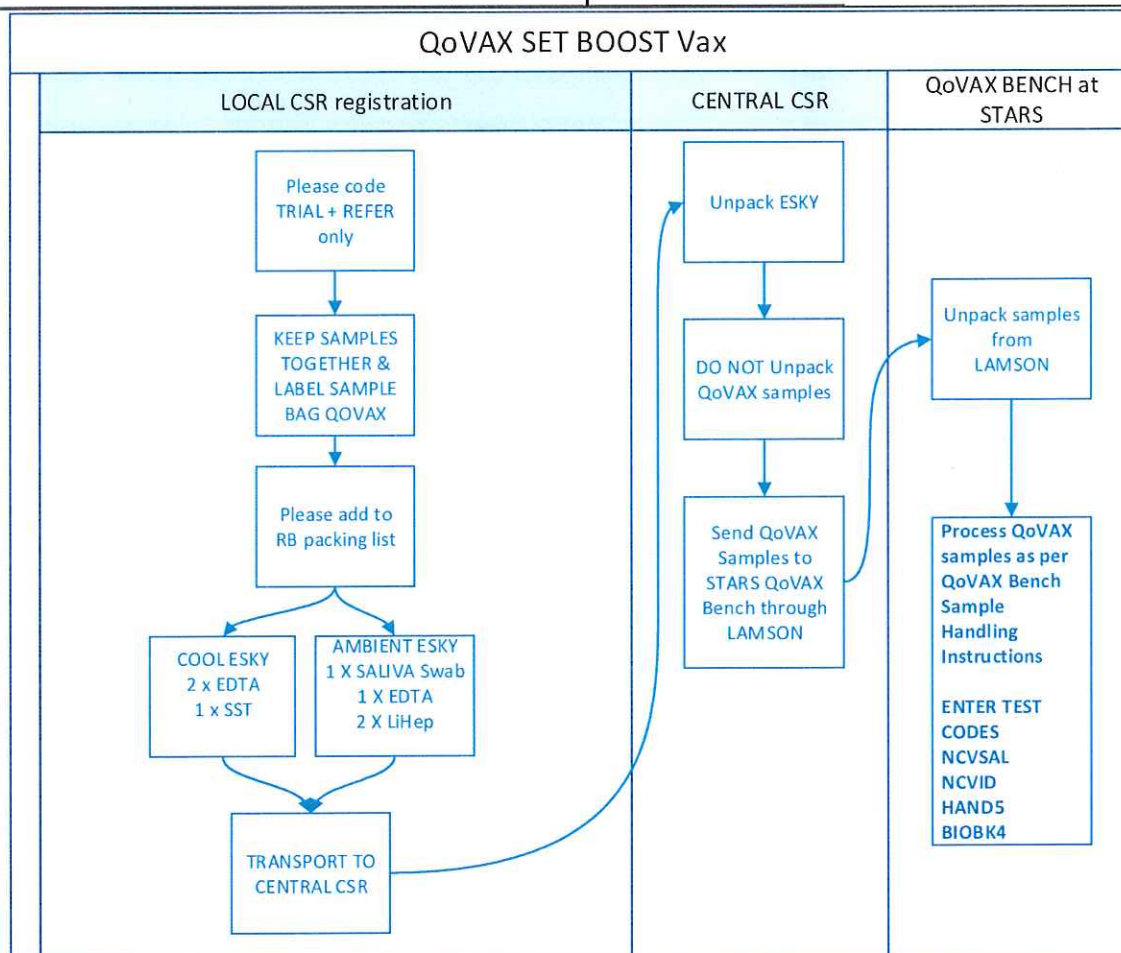 QoVAX SET BOOST Vax
LOCAL CSR registration
CENTRAL CSR
QoVAX BENCH at
STARS
Please code
TRIAL + REFER
only
KEEP SAMPLES
TOGETHER &
LABEL SAMPLE
BAG QOVAX
Please add to
RB packing list
COOL ESKY
2 x EDTA
1 x SST
AMBIENT ESKY
1 X SALIVA Swab
1 X EDTA
2 X LiHep
TRANSPORT TO
CENTRAL CSR
Unpack ESKY
DO NOT Unpack
QoVAX samples
Send QoVAX
Samples to
STARS QoVAX
Bench through
LAMSON
Unpack samples
from
LAMSON
Process QoVAX
samples as per
QoVAX Bench
Sample
Handling
Instructions
ENTER TEST
CODES
NCVSAL
NCVID
HAND5
BIOBK4